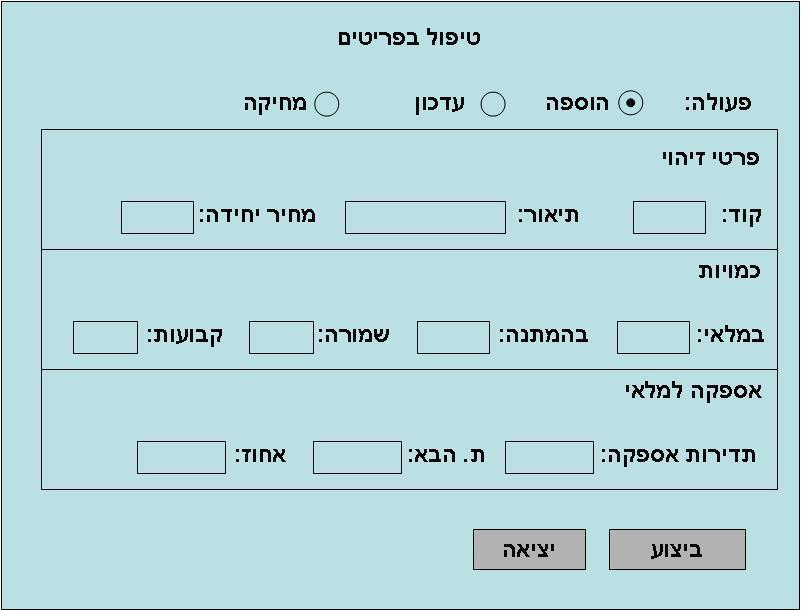 טיפול בפריטים
פעולה: הוספה עדכון מחיקה
פרטי זיהוי
קוד: תיאור: מחיר יחידה:
כמויות
במלאי: בהמתנה: שמורה: קבועות:
אספקה למלאי
תדירות אספקה: ת. הבא: אחוז:
ביצוע יציאה